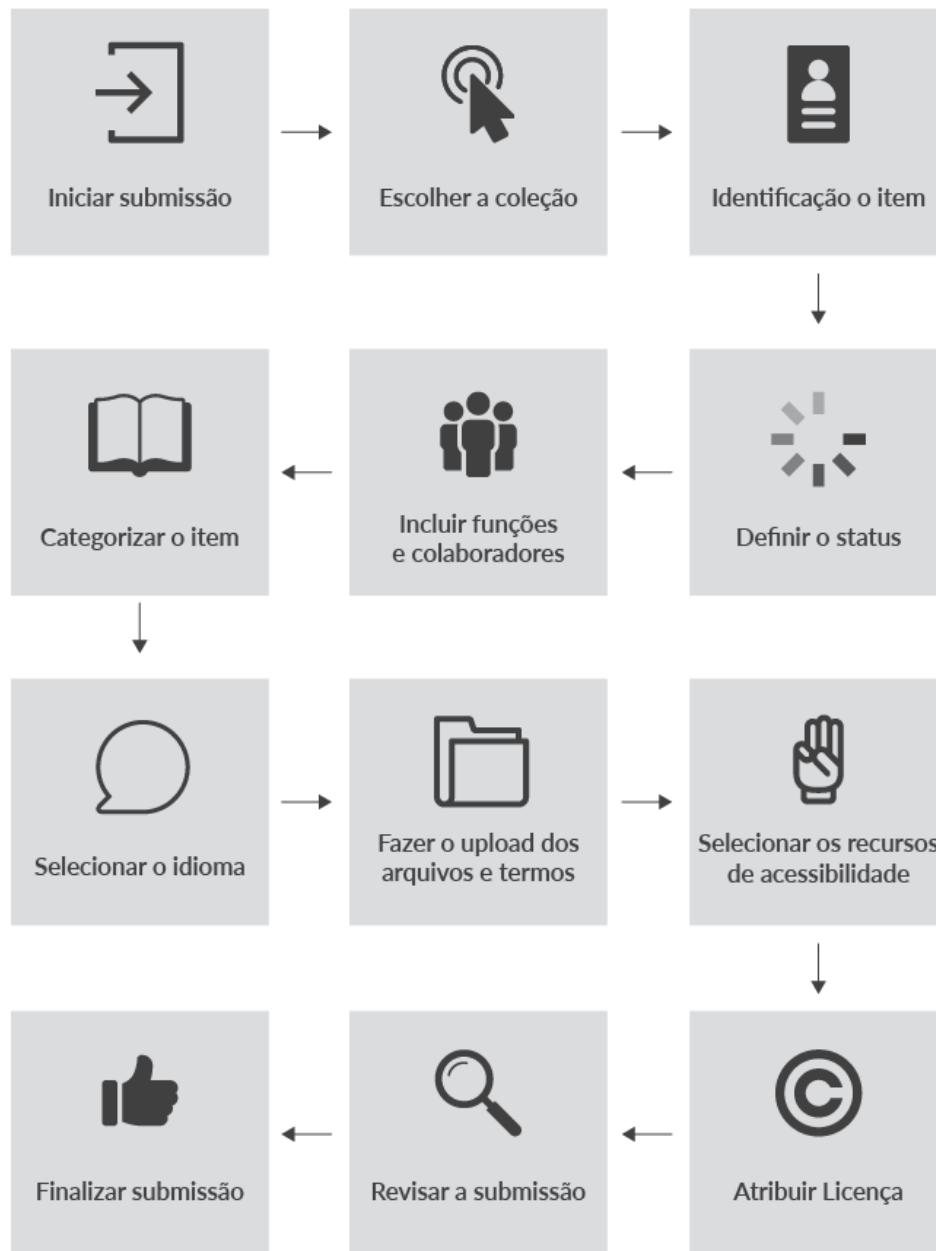 Iniciar submissão
Escolher a coleção
Identificação o item
Definir o status
Incluir funções
e colaboradores
Categorizar o item
Selecionar o idioma
Fazer o upload dos
arquivos e termos
Selecionar os recursos
de acessibilidade
Atribuir Licença
Revisar a submissão
Finalizar submissão